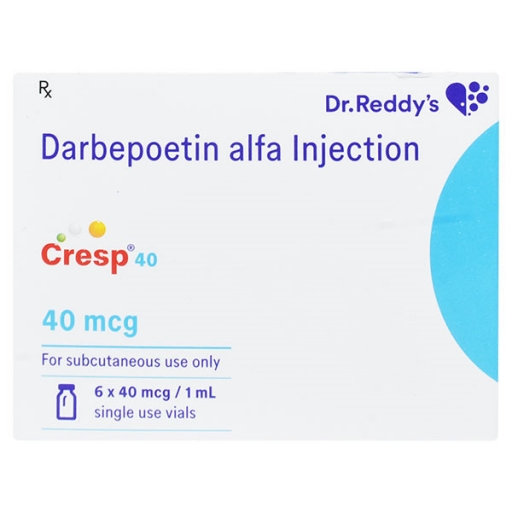 ℞
Dr.Reddy's
Darbepoetin alfa Injection
Cresp® 40
40 mcg
For subcutaneous use only
6 x 40 mcg / 1 mL
single use vials